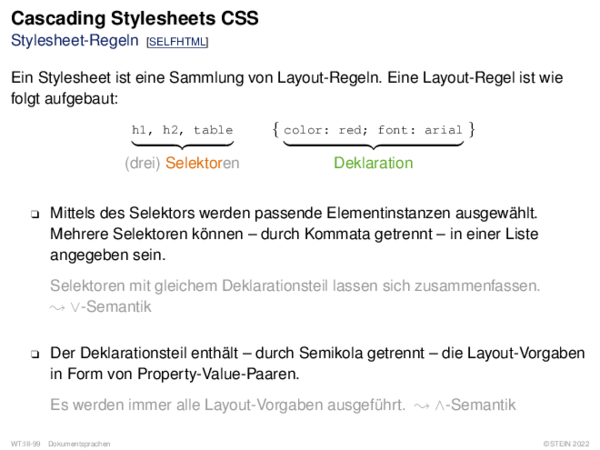 Cascading Stylesheets CSS
Stylesheet-Regeln [SELFHTML]
Ein Stylesheet ist eine Sammlung von Layout-Regeln. Eine Layout-Regel ist wie
folgt aufgebaut:
h1, h2, table { color: red; font: arial }
(drei) Selektoren Deklaration
❑ Mittels des Selektors werden passende Elementinstanzen ausgewählt.
Mehrere Selektoren können – durch Kommata getrennt – in einer Liste
angegeben sein.
Selektoren mit gleichem Deklarationsteil lassen sich zusammenfassen.
⤳ ∨-Semantik
❑ Der Deklarationsteil enthält – durch Semikola getrennt – die Layout-Vorgaben
in Form von Property-Value-Paaren.
Es werden immer alle Layout-Vorgaben ausgeführt. ⤳ ∧-Semantik
WT:III-99 Dokumentsprachen ©STEIN 2022